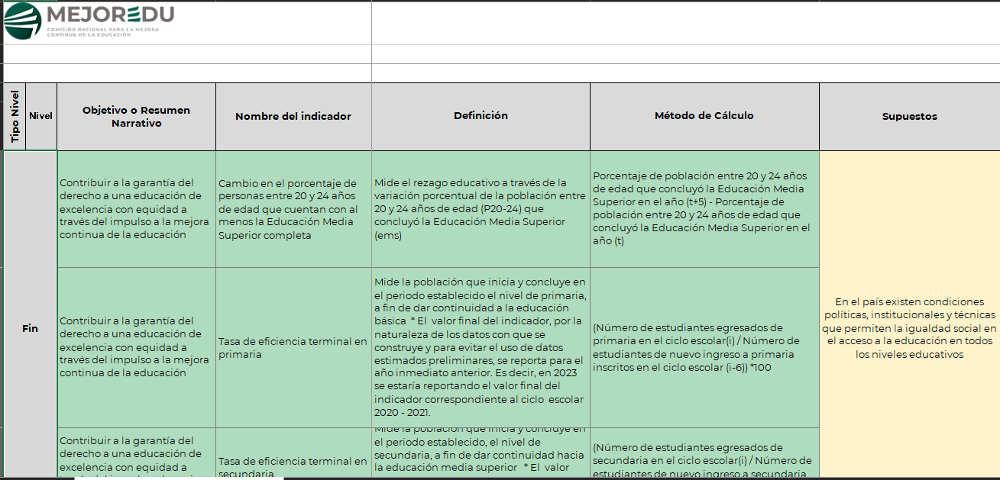 MEJOREDU
COMISIÓN NACIONAL PARA LA MEJORA
CONTINUA DE LA EDUCACIÓN
Tipo Nivel
Nivel
Objetivo o Resumen
Narrativo
Nombre del indicador
Definición
Método de Cálculo
Supuestos
Fin
Contribuir a la garantía del
derecho a una educación de
excelencia con equidad a
través del impulso a la mejora
continua de la educación
Cambio en el porcentaje de
personas entre 20 y 24 años
de edad que cuentan con al
menos la Educación Media
Superior completa
Mide el rezago educativo a través de la
variación porcentual de la población entre
20 y 24 años de edad (P20-24) que
concluyó la Educación Media Superior
(ems)
Porcentaje de población entre 20 y 24 años
de edad que concluyó la Educación Media
Superior en el año (t+5) - Porcentaje de
población entre 20 y 24 años de edad que
concluyó la Educación Media Superior en el
año (t)
En el país existen condiciones
políticas, institucionales y técnicas
que permiten la igualdad social en
el acceso a la educación en todos
los niveles educativos
Contribuir a la garantía del
derecho a una educación de
excelencia con equidad a
través del impulso a la mejora
continua de la educación
Tasa de eficiencia terminal en
primaria
Mide la población que inicia y concluye en
el periodo establecido el nivel de primaria,
a fin de dar continuidad a la educación
básica * El valor final del indicador, por la
naturaleza de los datos con que se
construye y para evitar el uso de datos
estimados preliminares, se reporta para el
año inmediato anterior. Es decir, en 2023
se estaría reportando el valor final del
indicador correspondiente al ciclo escolar
2020 - 2021.
(Número de estudiantes egresados de
primaria en el ciclo escolar(i) / Número de
estudiantes de nuevo ingreso a primaria
inscritos en el ciclo escolar (i-6)) *100
Contribuir a la garantía del
derecho a una educación de
excelencia con equidad a
Tasa de eficiencia terminal en
secundaria
Mide la población que inicia y concluye en
el periodo establecido, el nivel de
secundaria, a fin de dar continuidad hacia
la educación media superior * El valor
(Número de estudiantes egresados de
secundaria en el ciclo escolar(i) / Número de
estudiantes de nuevo ingreso a secundaria